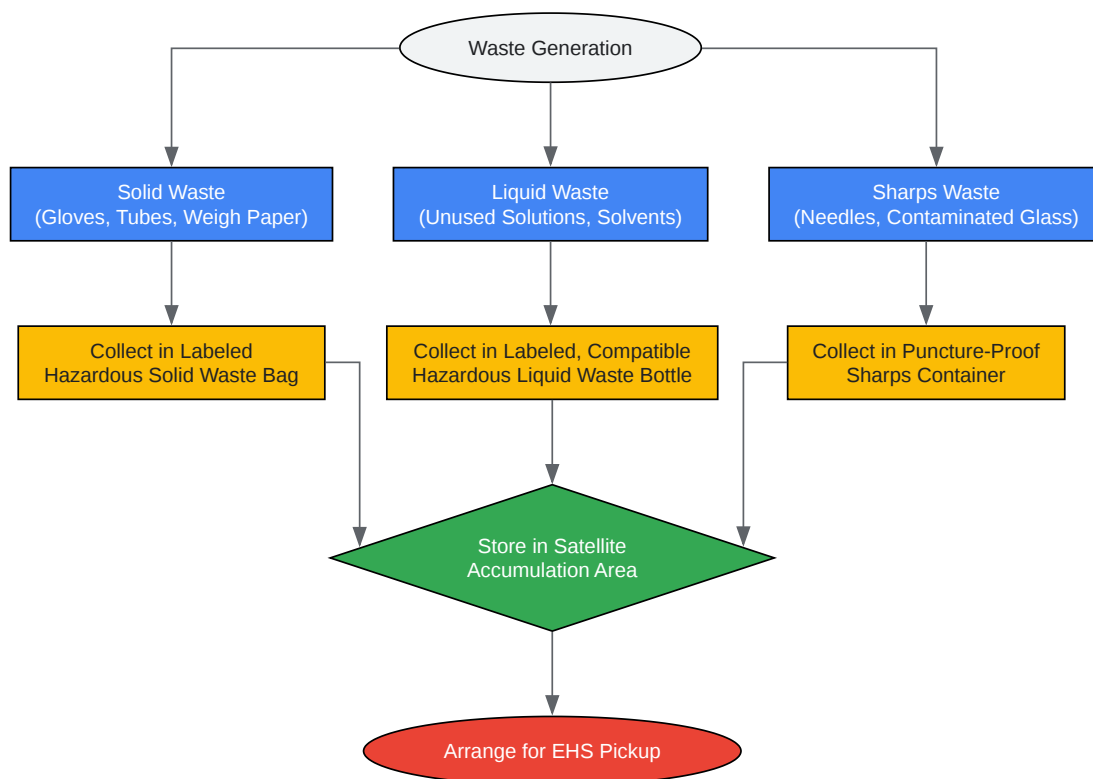 Waste Generation
Solid Waste
(Gloves, Tubes, Weigh Paper)
Liquid Waste
(Unused Solutions, Solvents)
Sharps Waste
(Needles, Contaminated Glass)
Collect in Labeled
Hazardous Solid Waste Bag
Collect in Labeled, Compatible
Hazardous Liquid Waste Bottle
Collect in Puncture-Proof
Sharps Container
Store in Satellite
Accumulation Area
Arrange for EHS Pickup